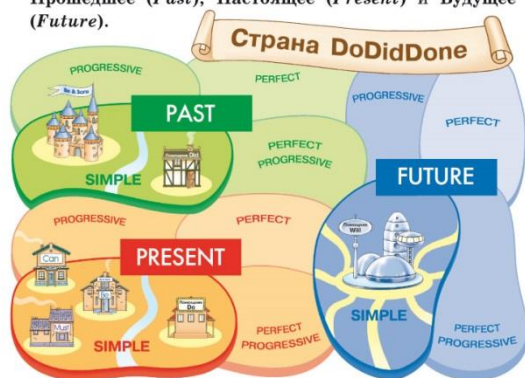 Прошедшее (Past), Настоящее (Present) и Будущее
(Future).
Страна DoDidDone
PROGRESSIVE
PERFECT
PROGRESSIVE
PERFECT
PAST
PERFECT
PROGRESSIVE
SIMPLE
FUTURE
PROGRESSIVE
PERFECT
Will
Can
PRESENT
Must
Do
SIMPLE
PERFECT
PROGRESSIVE
SIMPLE
PERFECT
PROGRESSIVE